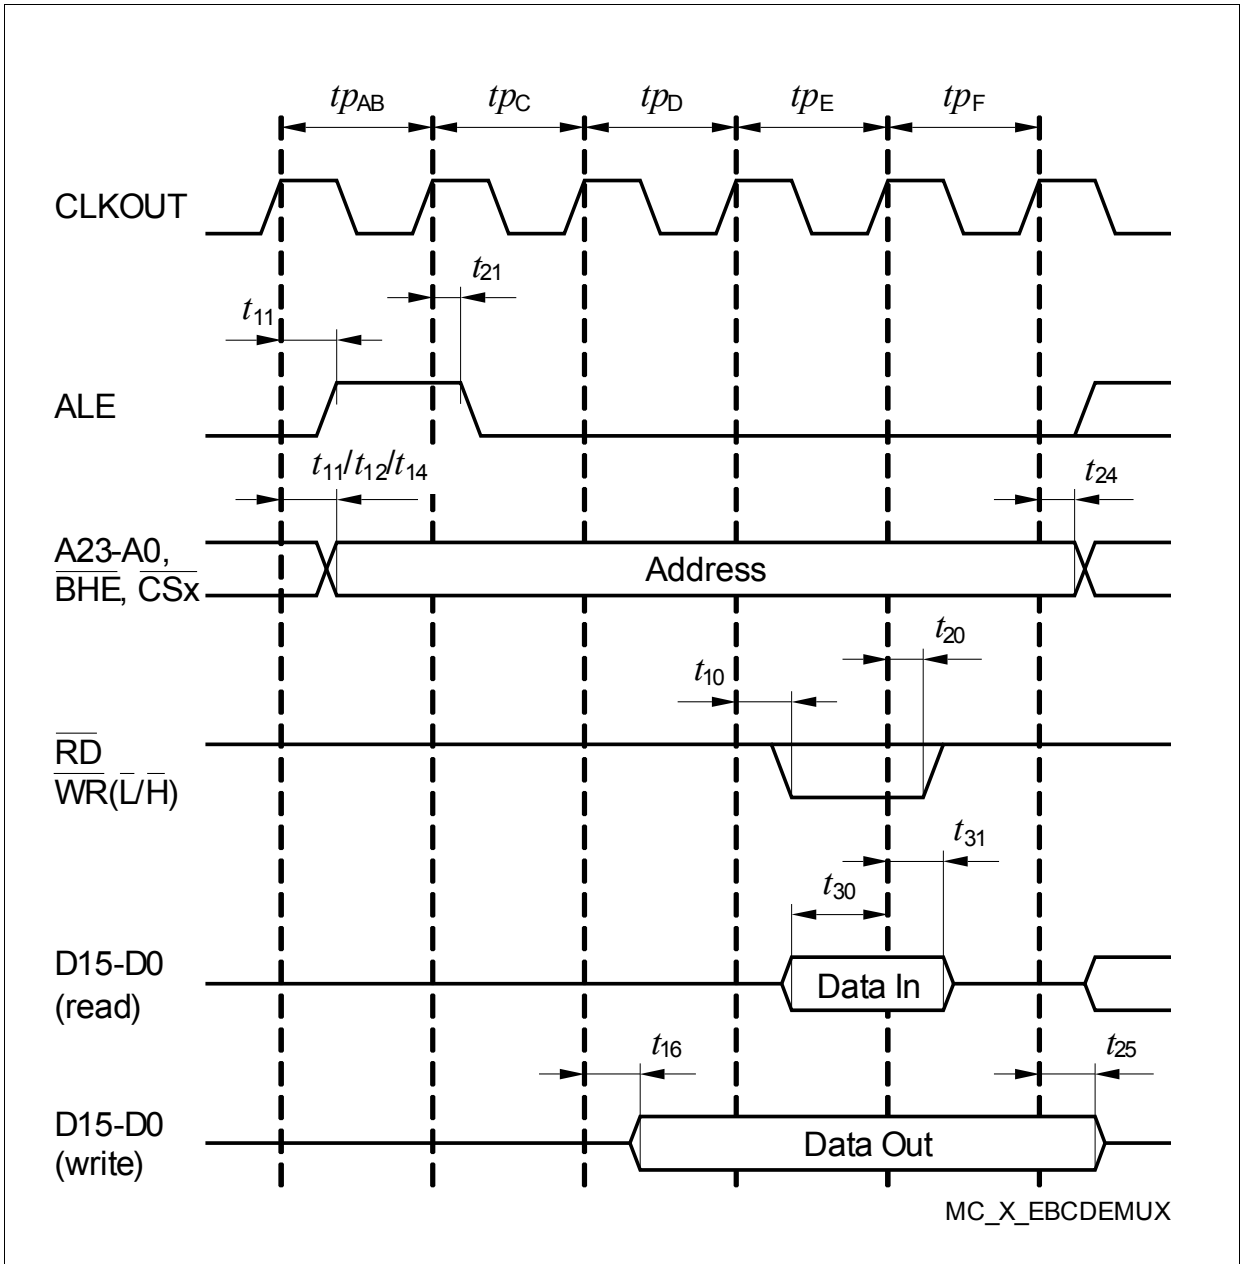 tpAB tpC tpD tpE tpF
CLKOUT
t21
t11
ALE
t11/t12/t14
t24
A23-A0,
BHE, CSx
Address
t20
t10
RD
WR(L/H)
t31
t30
D15-D0
(read)
Data In
t16
t25
D15-D0
(write)
Data Out
MC_X_EBCDEMUX